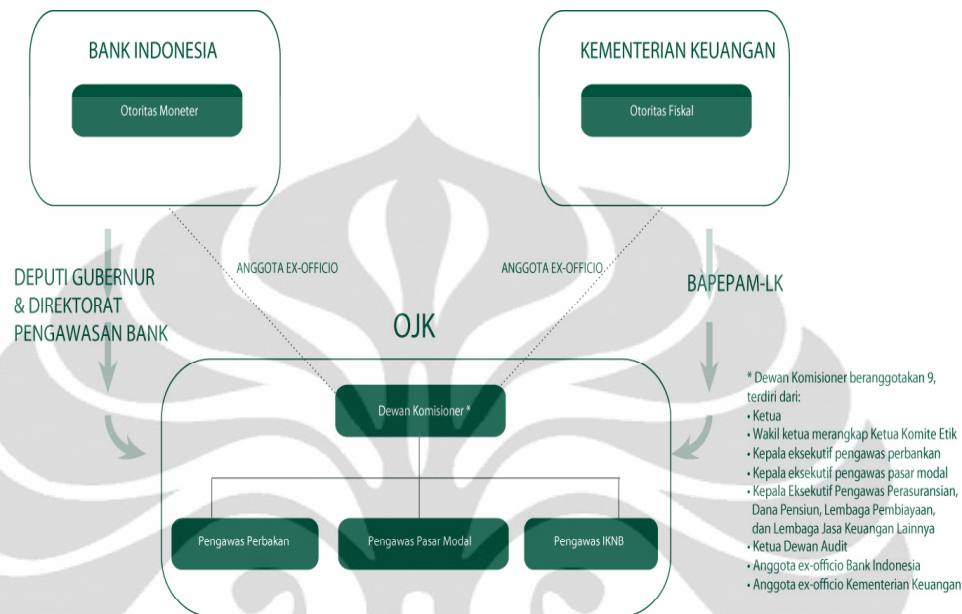 BANK INDONESIA
Otoritas Moneter
KEMENTERIAN KEUANGAN
Otoritas Fiskal
ANGGOTA EX-OFFICIO
ANGGOTA EX-OFFICIO
DEPUTI GUBERNUR
& DIREKTORAT
PENGAWASAN BANK
BAPEPAM-LK
OJK
Dewan Komisioner *
Pengawas Perbakan
Pengawas Pasar Modal
Pengawas IKNB
* Dewan Komisioner beranggotakan 9,
terdiri dari:
• Ketua
• Wakil ketua merangkap Ketua Komite Etik
• Kepala eksekutif pengawas perbankan
• Kepala eksekutif pengawas pasar modal
• Kepala Eksekutif Pengawas Perasuransian,
Dana Pensiun, Lembaga Pembiayaan,
dan Lembaga Jasa Keuangan Lainnya
• Ketua Dewan Audit
• Anggota ex-officio Bank Indonesia
• Anggota ex-officio Kementerian Keuangan